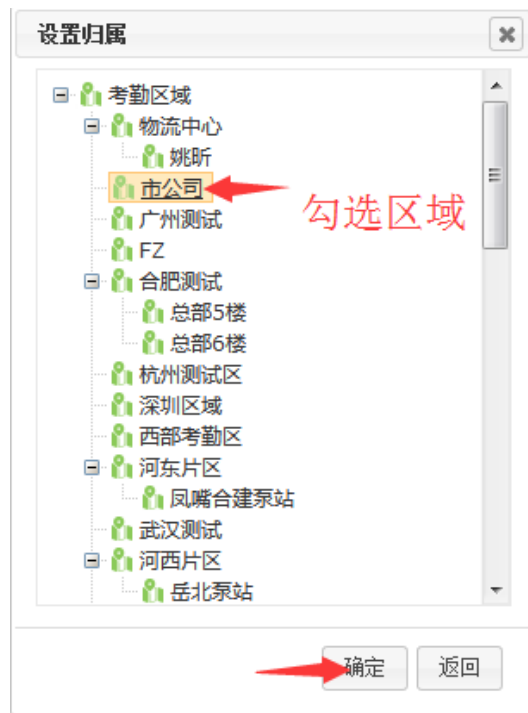 设置归属
考勤区域
物流中心
姚昕
市公司
勾选区域
广州测试
FZ
合肥测试
总部5楼
总部6楼
杭州测试区
深圳区域
西部考勤区
河东片区
凤嘴合建泵站
武汉测试
河西片区
岳北泵站
确定
返回